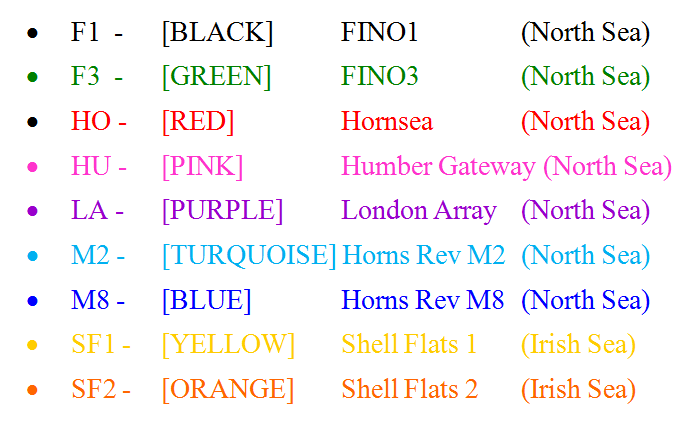 • F1 - [BLACK] FINO1 (North Sea)
• F3 - [GREEN] FINO3 (North Sea)
• HO - [RED] Hornsea (North Sea)
• HU - [PINK] Humber Gateway (North Sea)
• LA - [PURPLE] London Array (North Sea)
• M2 - [TURQUOISE] Horns Rev M2 (North Sea)
• M8 - [BLUE] Horns Rev M8 (North Sea)
• SF1 - [YELLOW] Shell Flats 1 (Irish Sea)
• SF2 - [ORANGE] Shell Flats 2 (Irish Sea)